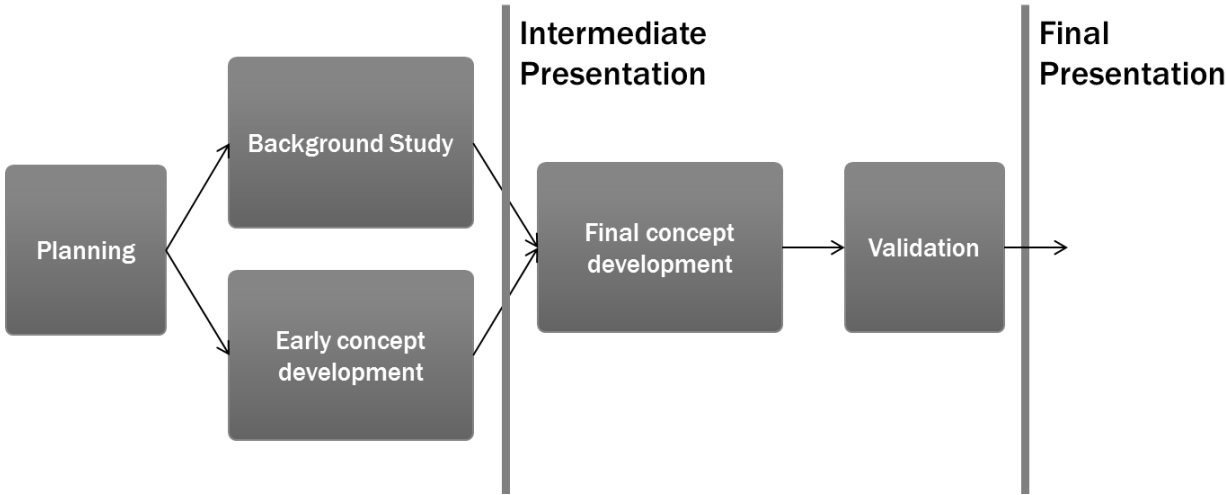 Intermediate
Presentation
Final
Presentation
Background Study
Planning
Final concept
development
Validation
Early concept
development